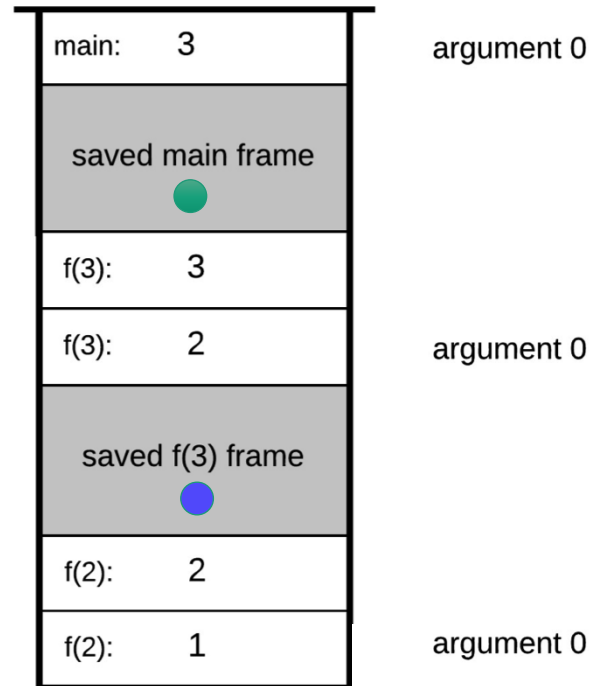 main: 3 argument 0
saved main frame
f(3): 3
f(3): 2 argument 0
saved f(3) frame
f(2): 2
f(2): 1 argument 0